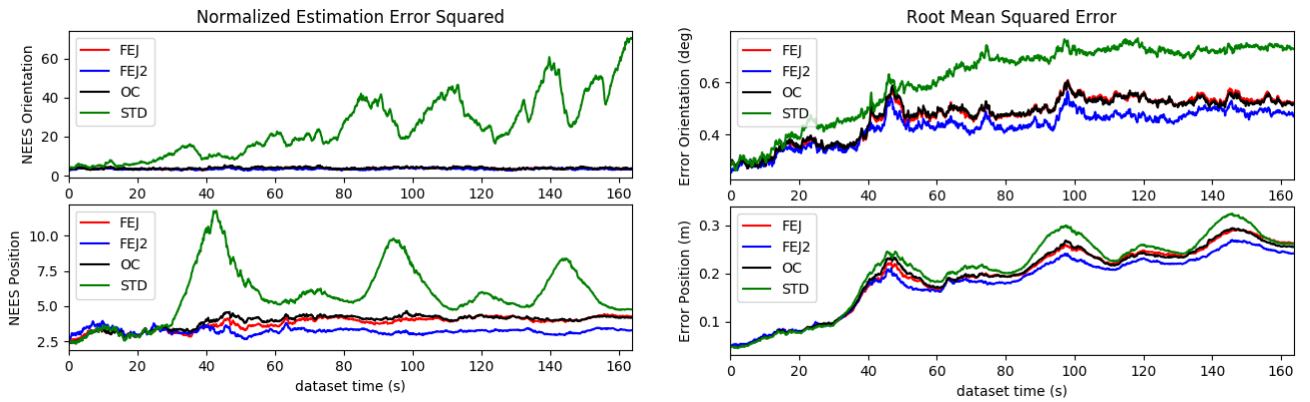 Normalized Estimation Error Squared
NEES Orientation
60
40
20
0
FEJ
FEJ2
OC
STD
0 20 40 60 80 100 120 140 160
NEES Position
10.0
7.5
5.0
2.5
FEJ
FEJ2
OC
STD
0 20 40 60 80 100 120 140 160
dataset time (s)
Root Mean Squared Error
Error Orientation (deg)
0.6
0.4
FEJ
FEJ2
OC
STD
0 20 40 60 80 100 120 140 160
Error Position (m)
0.3
0.2
0.1
FEJ
FEJ2
OC
STD
0 20 40 60 80 100 120 140 160
dataset time (s)